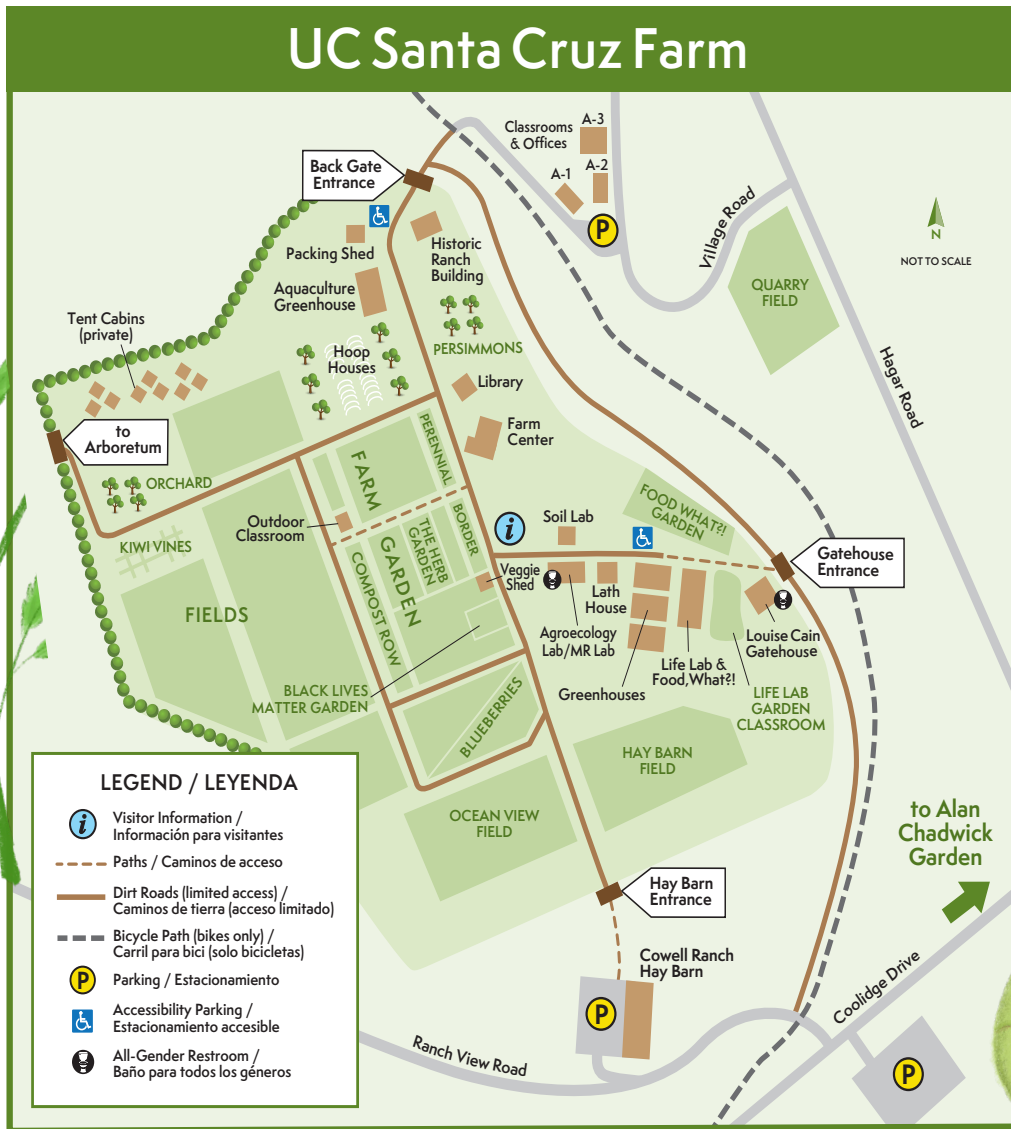 UC Santa Cruz Farm
Classrooms
& Offices
A-3
A-1
A-2
P
Back Gate
Entrance
Packing Shed
Historic
Ranch
Building
Aquaculture
Greenhouse
Village Road
N
NOT TO SCALE
QUARRY
FIELD
Hagar Road
Tent Cabins
(private)
Hoop
Houses
PERSIMMONS
Library
to
Arboretum
Farm
Center
PERENNIAL
BORDER
FARM
GARDEN
ORCHARD
Outdoor
Classroom
THE HERB
GARDEN
COMPOST ROW
KIWI VINES
FIELDS
i
Soil Lab
FOOD WHAT?!
GARDEN
Gatehouse
Entrance
Veggie
Shed
Lath
House
Agroecology
Lab/MR Lab
Greenhouses
Life Lab &
Food, What?!
Louise Cain
Gatehouse
LIFE LAB
GARDEN
CLASSROOM
BLACK LIVES
MATTER GARDEN
BLUEBERRIES
HAY BARN
FIELD
OCEAN VIEW
FIELD
to Alan
Chadwick
Garden
Hay Barn
Entrance
Cowell Ranch
Hay Barn
P
Coolidge Drive
Ranch View Road
P
LEGEND / LEYENDA
i
Visitor Information /
Información para visitantes
Paths / Caminos de acceso
Dirt Roads (limited access) /
Caminos de tierra (acceso limitado)
Bicycle Path (bikes only) /
Carril para bici (solo bicicletas)
P
Parking / Estacionamiento
Accessibility Parking /
Estacionamiento accesible
All-Gender Restroom /
Baño para todos los géneros